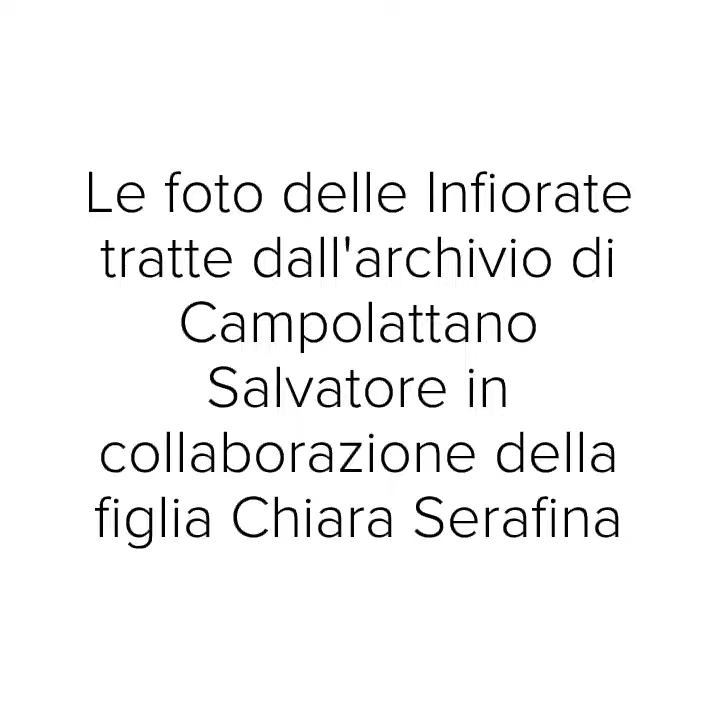 Le foto delle Infiorate
tratte dall'archivio di
Campolattano
Salvatore in
collaborazione della
figlia Chiara Serafina